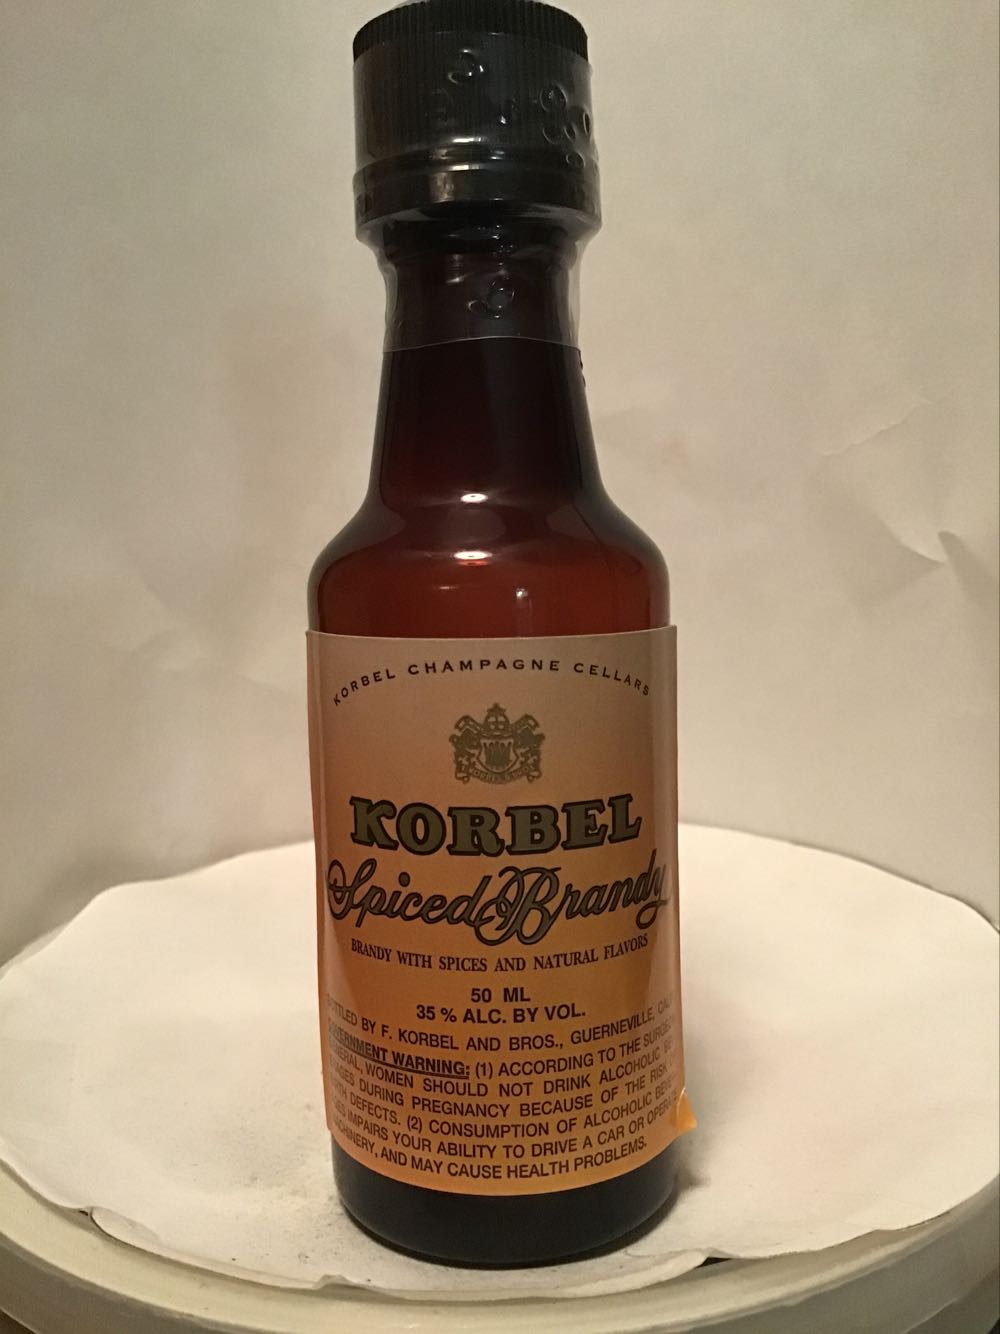 KORBEL CHAMPAGNE CELLARS
KORBEL
Spiced Brandy
BRANDY WITH SPICES AND NATURAL FLAVORS
50 ML
35 % ALC. BY VOL.
BY F. KORBEL AND BROS., GUERNEVILLE,
WARNING: (1) ACCORDING TO THE
WOMEN SHOULD NOT DRINK ALCOHOLIC
DURING PREGNANCY BECAUSE OF THE RISK
DEFECTS. (2) CONSUMPTION OF ALCOHOLIC
IMPAIRS YOUR ABILITY TO DRIVE A CAR OR
AND MAY CAUSE HEALTH PROBLEMS.